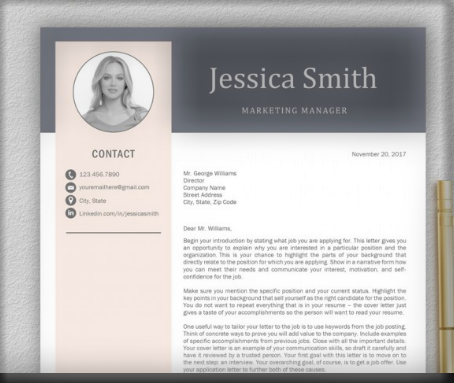 Jessica Smith
MARKETING MANAGER
CONTACT
123.456.7890
youremailhere@gmail.com
City, State
Linkedin.com/in/jessicasmith
November 20, 2017
Mr. George Williams
Director
Company Name
Street Address
City, State, Zip Code
Dear Mr. Williams,
Begin your introduction by stating what job you are applying for. This letter gives you
an opportunity to explain why you are interested in a particular position and the
organization. This is your chance to highlight the parts of your background that
directly relate to the position for which you are applying. Show in a narrative form how
you can meet their needs and communicate your interest, motivation, and self-
confidence for the job.
Make sure you mention the specific position and your current status. Highlight the
key points in your background that sell yourself as the right candidate for the position.
You do not want to repeat everything that is in your resume – the cover letter just
gives a taste of your accomplishments so the person will want to read your resume.
One useful way to tailor your letter to the job is to use keywords from the job posting.
Think of concrete ways to prove you will add value to the company. Include examples
of specific accomplishments from previous jobs. Close with all the important details.
Your cover letter is an example of your communication skills, so draft it carefully and
have it reviewed by a trusted person. Your first goal with this letter is to move on to
the next step: an interview. Your overarching goal, of course, is to obtain a job. Use
your application letter to further both of these causes.